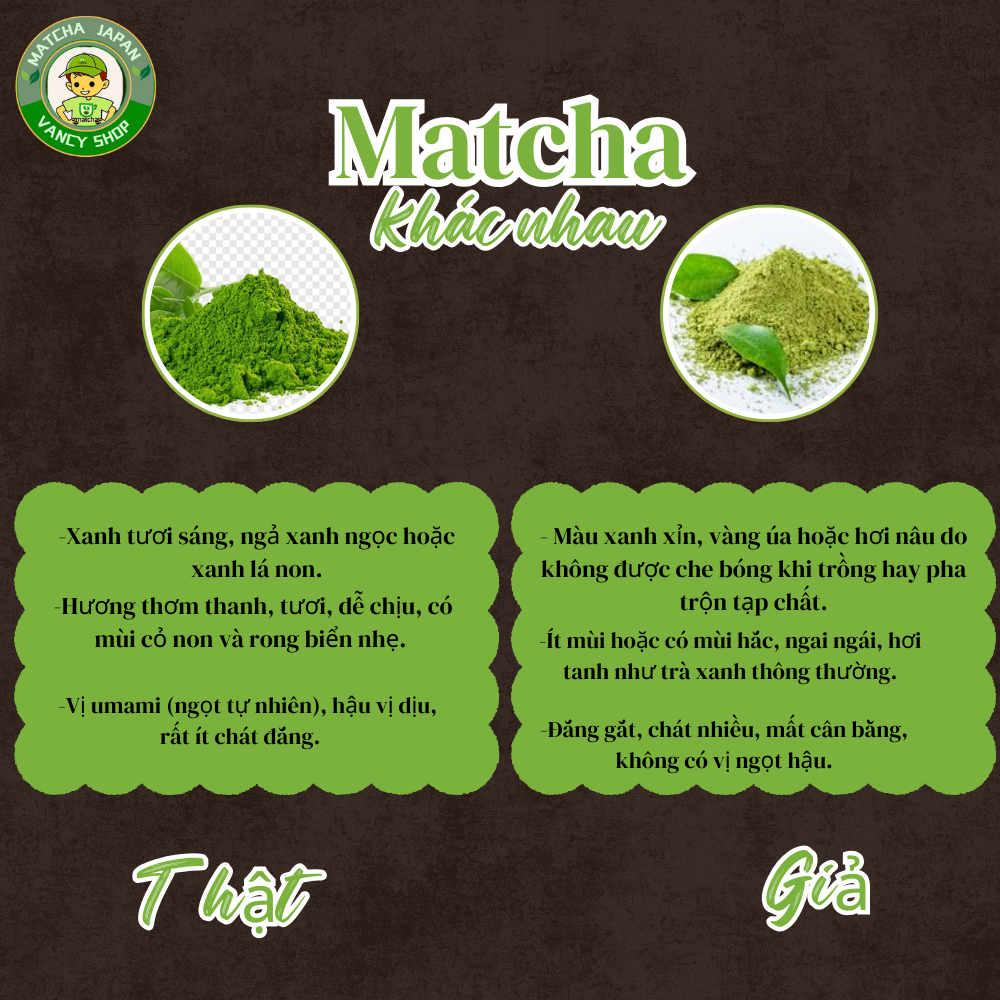 MATCHA JAPAN
matcha
VANCY SHOP
Matcha
khác nhau
-Xanh tươi sáng, ngả xanh ngọc hoặc
xanh lá non.
-Hương thơm thanh, tươi, dễ chịu, có
mùi cỏ non và rong biển nhẹ.
-Vị umami (ngọt tự nhiên), hậu vị dịu,
rất ít chát đắng.
- Màu xanh xỉn, vàng úa hoặc hơi nâu do
không được che bóng khi trồng hay pha
trộn tạp chất.
-Ít mùi hoặc có mùi hắc, ngai ngái, hơi
tanh như trà xanh thông thường.
-Đắng gắt, chát nhiều, mất cân bằng,
không có vị ngọt hậu.
Thật
Giả